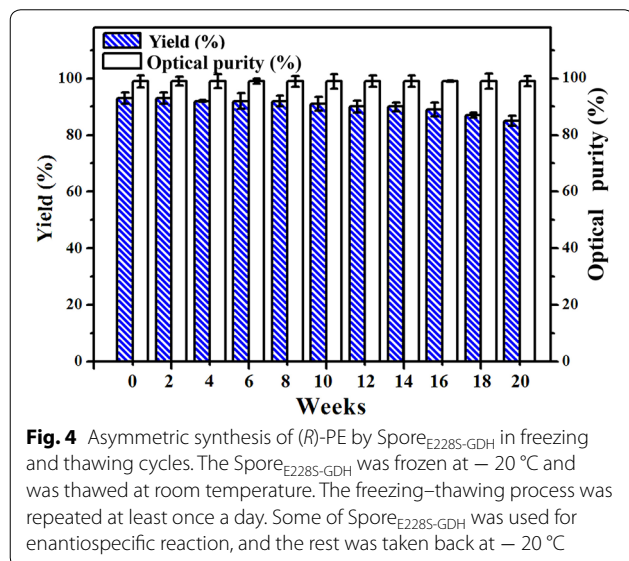 Yield (%)
Optical purity (%)
100
80
60
40
20
0
Yield (%)
100
80
60
40
20
0
Optical purity (%)
0 2 4 6 8 10 12 14 16 18 20
Weeks
Fig. 4 Asymmetric synthesis of (R)-PE by SporeE228S-GDH in freezing
and thawing cycles. The SporeE228S-GDH was frozen at − 20 °C and
was thawed at room temperature. The freezing–thawing process was
repeated at least once a day. Some of SporeE228S-GDH was used for
enantiospecific reaction, and the rest was taken back at − 20 °C